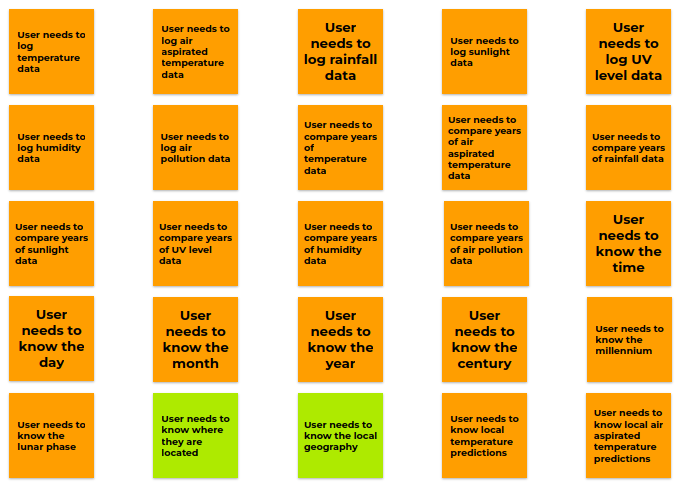 User needs to
log
temperature
data
User needs to
log air
aspirated
temperature
data
User
needs to
log rainfall
data
User needs to
log sunlight
data
User
needs to
log UV
level data
User needs to
log humidity
data
User needs to
log air
pollution data
User needs to
compare years
of
temperature
data
User needs to
compare years
of air
aspirated
temperature
data
User needs to
compare years
of rainfall data
User needs to
compare years
of sunlight
data
User needs to
compare years
of UV level
data
User needs to
compare years
of humidity
data
User needs to
compare years
of air pollution
data
User
needs to
know the
time
User
needs to
know the
day
User
needs to
know the
month
User
needs to
know the
year
User
needs to
know the
century
User needs to
know the
millennium
User needs to
know the
lunar phase
User needs to
know where
they are
located
User needs to
know the local
geography
User needs to
know local
temperature
predictions
User needs to
know local air
aspirated
temperature
predictions